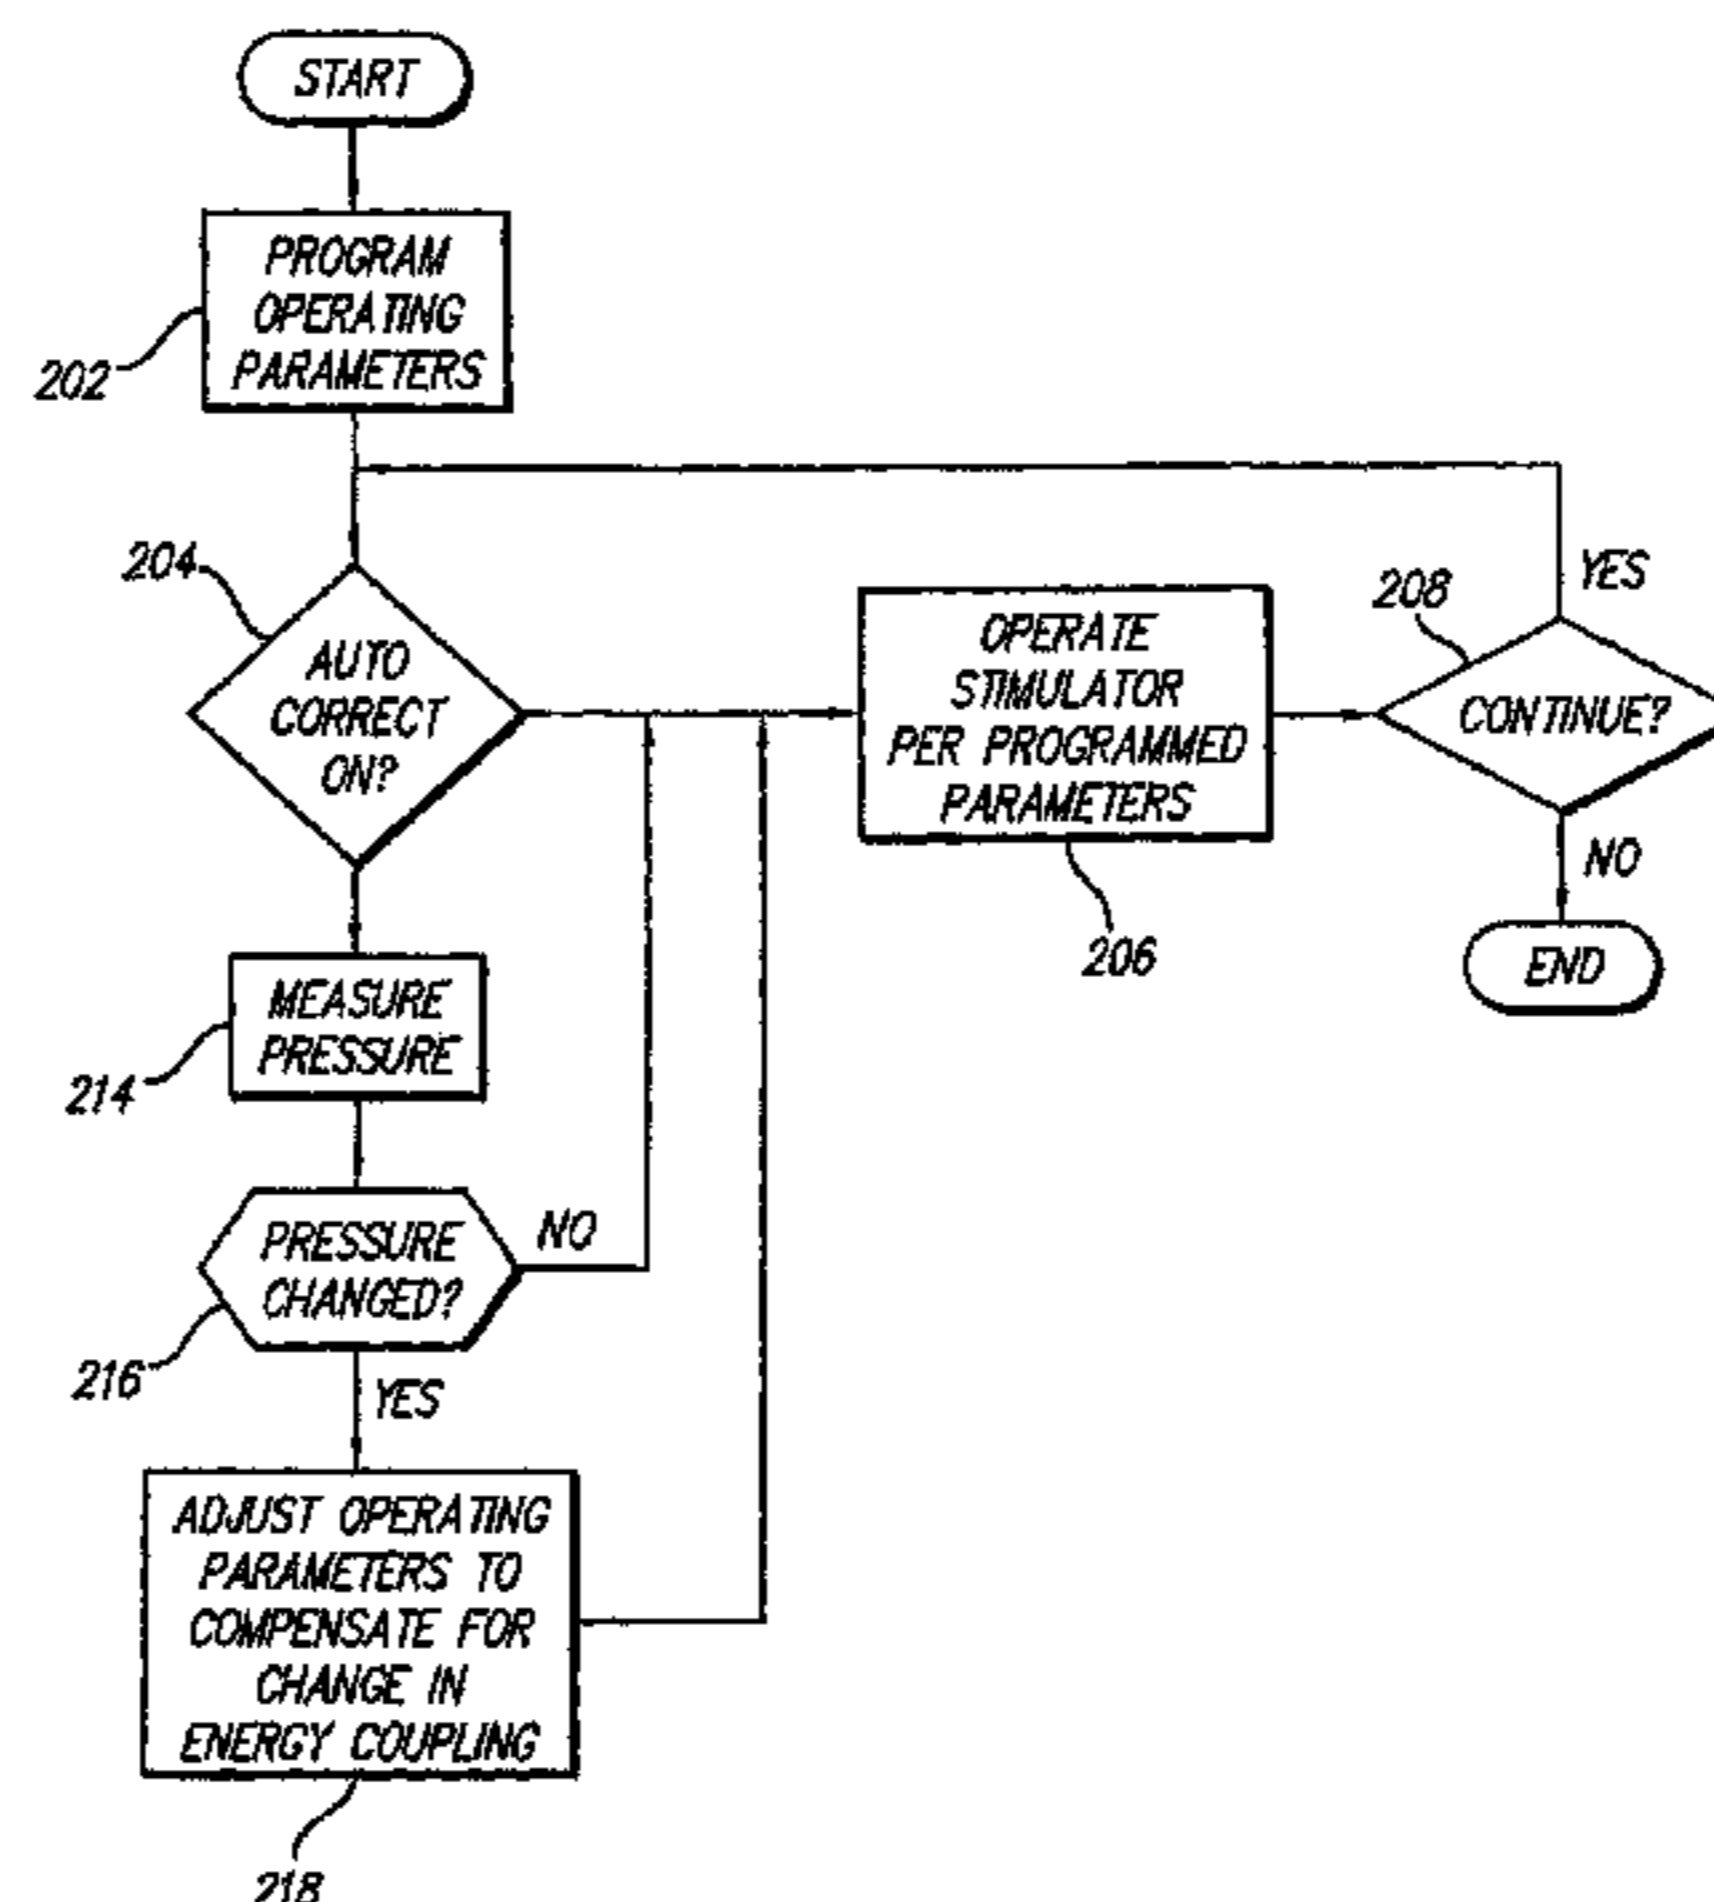 START
PROGRAM
OPERATING
PARAMETERS
202
204
AUTO
CORRECT
ON?
OPERATE
STIMULATOR
PER PROGRAMMED
PARAMETERS
206
208
YES
CONTINUE?
NO
END
MEASURE
PRESSURE
214
PRESSURE
CHANGED?
NO
216
YES
ADJUST OPERATING
PARAMETERS TO
COMPENSATE FOR
CHANGE IN
ENERGY COUPLING
218